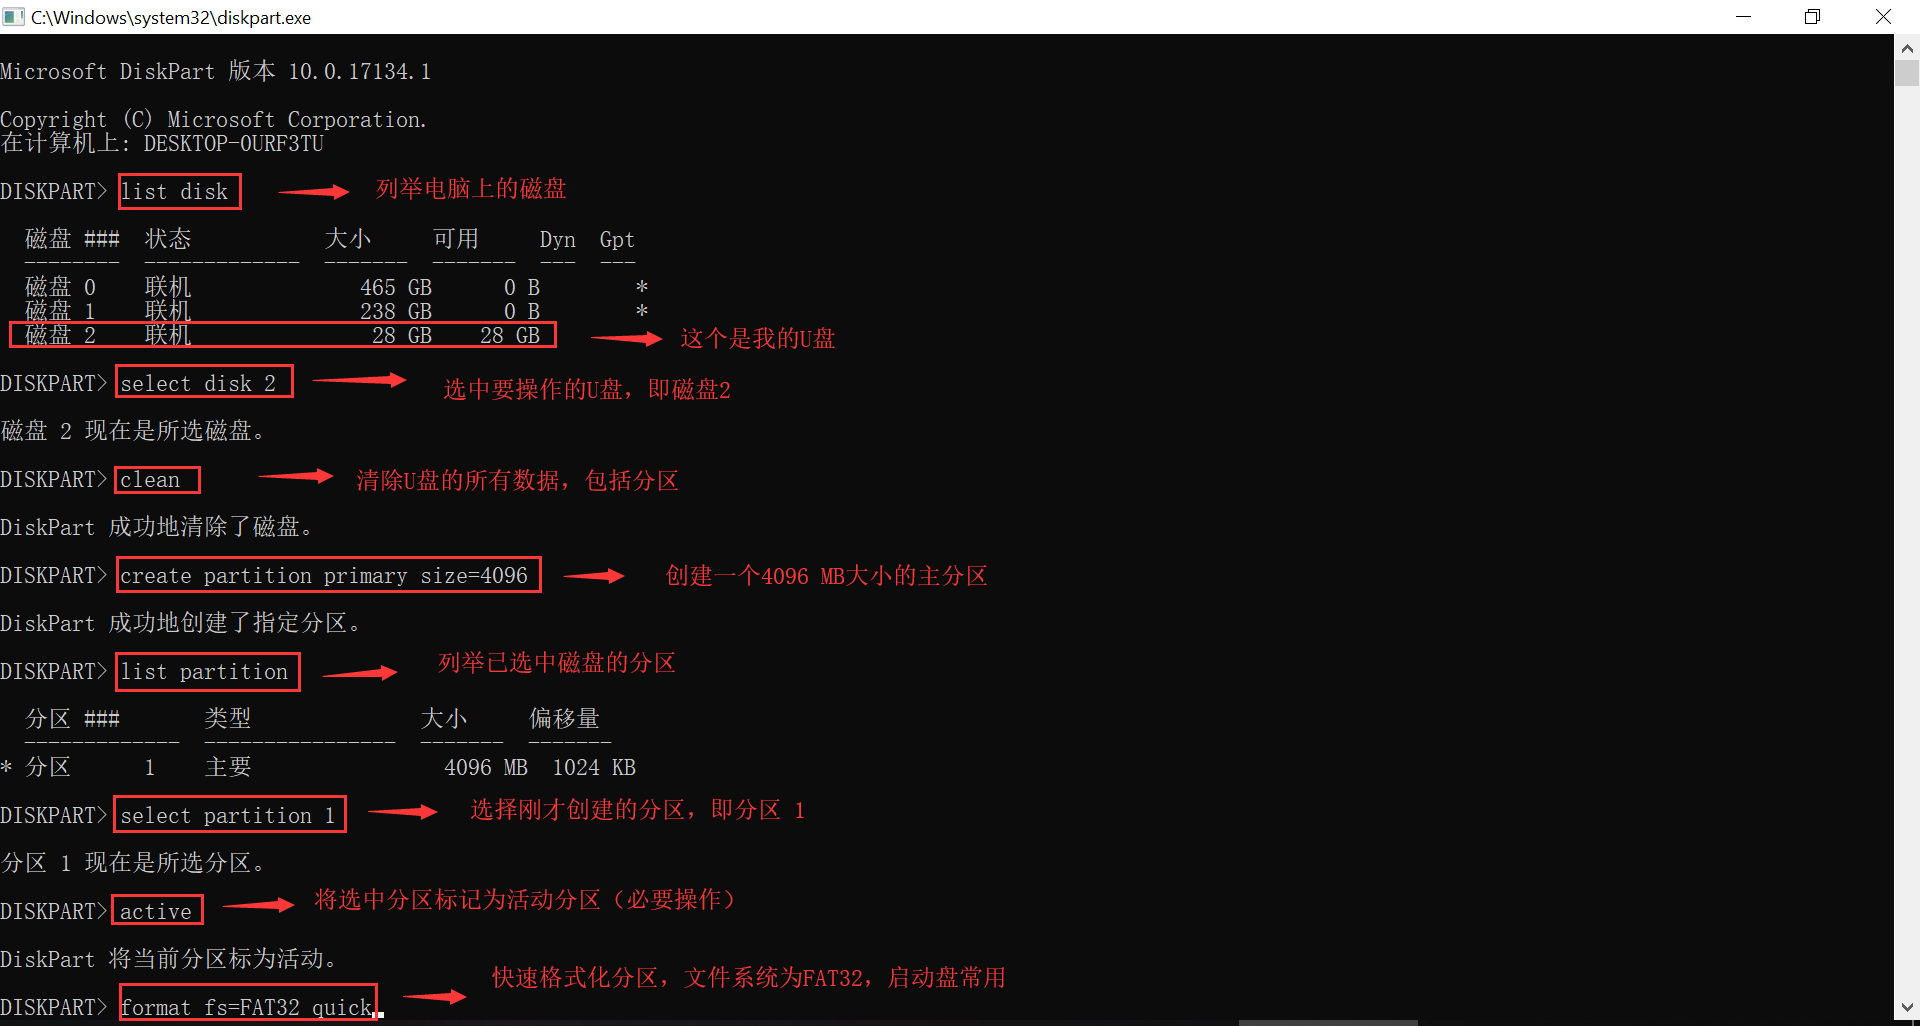 C:\Windows\system32\diskpart.exe
Microsoft DiskPart 版本 10.0.17134.1
Copyright (C) Microsoft Corporation.
在计算机上: DESKTOP-0URF3TU
DISKPART> list disk 列举电脑上的磁盘
磁盘 ### 状态 大小 可用 Dyn Gpt
-------- ------------- ------- ------- --- ---
磁盘 0 联机 465 GB 0 B *
磁盘 1 联机 238 GB 0 B *
磁盘 2 联机 28 GB 28 GB 这个是我的U盘
DISKPART> select disk 2 选中要操作的U盘，即磁盘2
磁盘 2 现在是所选磁盘。
DISKPART> clean 清除U盘的所有数据，包括分区
DiskPart 成功地清除了磁盘。
DISKPART> create partition primary size=4096 创建一个4096 MB大小的主分区
DiskPart 成功地创建了指定分区。
DISKPART> list partition 列举已选中磁盘的分区
分区 ### 类型 大小 偏移量
------------- ---------------- ------- -------
* 分区 1 主要 4096 MB 1024 KB
DISKPART> select partition 1 选择刚才创建的分区，即分区 1
分区 1 现在是所选分区。
DISKPART> active 将选中分区标记为活动分区（必要操作）
DiskPart 将当前分区标为活动。
DISKPART> format fs=FAT32 quick 快速格式化分区，文件系统为FAT32，启动盘常用